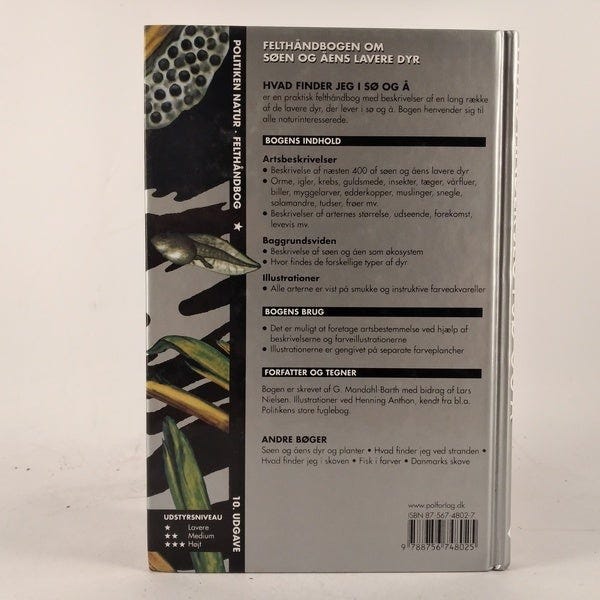 FELTHÅNDBOGEN OM
SØEN OG ÅENS LAVERE DYR
HVAD FINDER JEG I SØ OG Å
er en praktisk felthåndbog med beskrivelser af en lang række
af de lavere dyr, der lever i sø og å. Bogen henvender sig til
alle naturinteresserede.
BOGENS INDHOLD
Artsbeskrivelser
• Beskrivelse af næsten 400 af søen og åens lavere dyr
• Orme, igler, krebs, guldsmede, insekter, tæger, vårfluer,
biller, myggelarver, edderkopper, muslinger, snegle,
salamandre, tudser, frøer mv.
• Beskrivelser af arternes størrelse, udseende, forekomst,
levevis mv.
Baggrundsviden
• Beskrivelse af søen og åen som økosystem
• Hvor findes de forskellige typer af dyr
Illustrationer
• Alle arterne er vist på smukke og instruktive farveakvareller
BOGENS BRUG
• Det er muligt at foretage artsbestemmelse ved hjælp af
beskrivelserne og farveillustrationerne
• Illustrationerne er gengivet på separate farveplancher
FORFATTER OG TEGNER
Bogen er skrevet af G. Mandahl-Barth med bidrag af Lars
Nielsen. Illustrationer ved Henning Anthon, kendt fra bl.a.
Politikens store fuglebog.
ANDRE BØGER
Søen og åens dyr og planter • Hvad finder jeg ved stranden •
Hvad finder jeg i skoven • Fisk i farver • Danmarks skove
www.polforlag.dk
ISBN 87-567-4802-7
9 788756 748025
POLITIKEN NATUR · FELTHÅNDBOG ★
10. UDGAVE
UDSTYRSNIVEAU
★ Lavere
★★ Medium
★★★ Højt